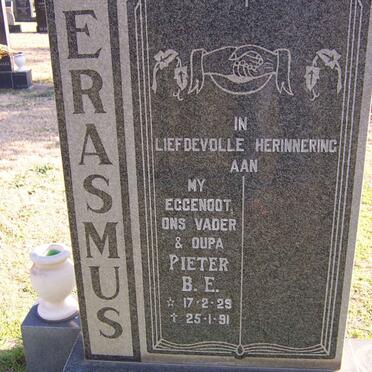 ERASMUS
IN
LIEFDEVOLLE HERINNERING
AAN
MY
EGGENOOT,
ONS VADER
& OUPA
PIETER
B. E.
☆ 17-2-29
✝ 25-1-91